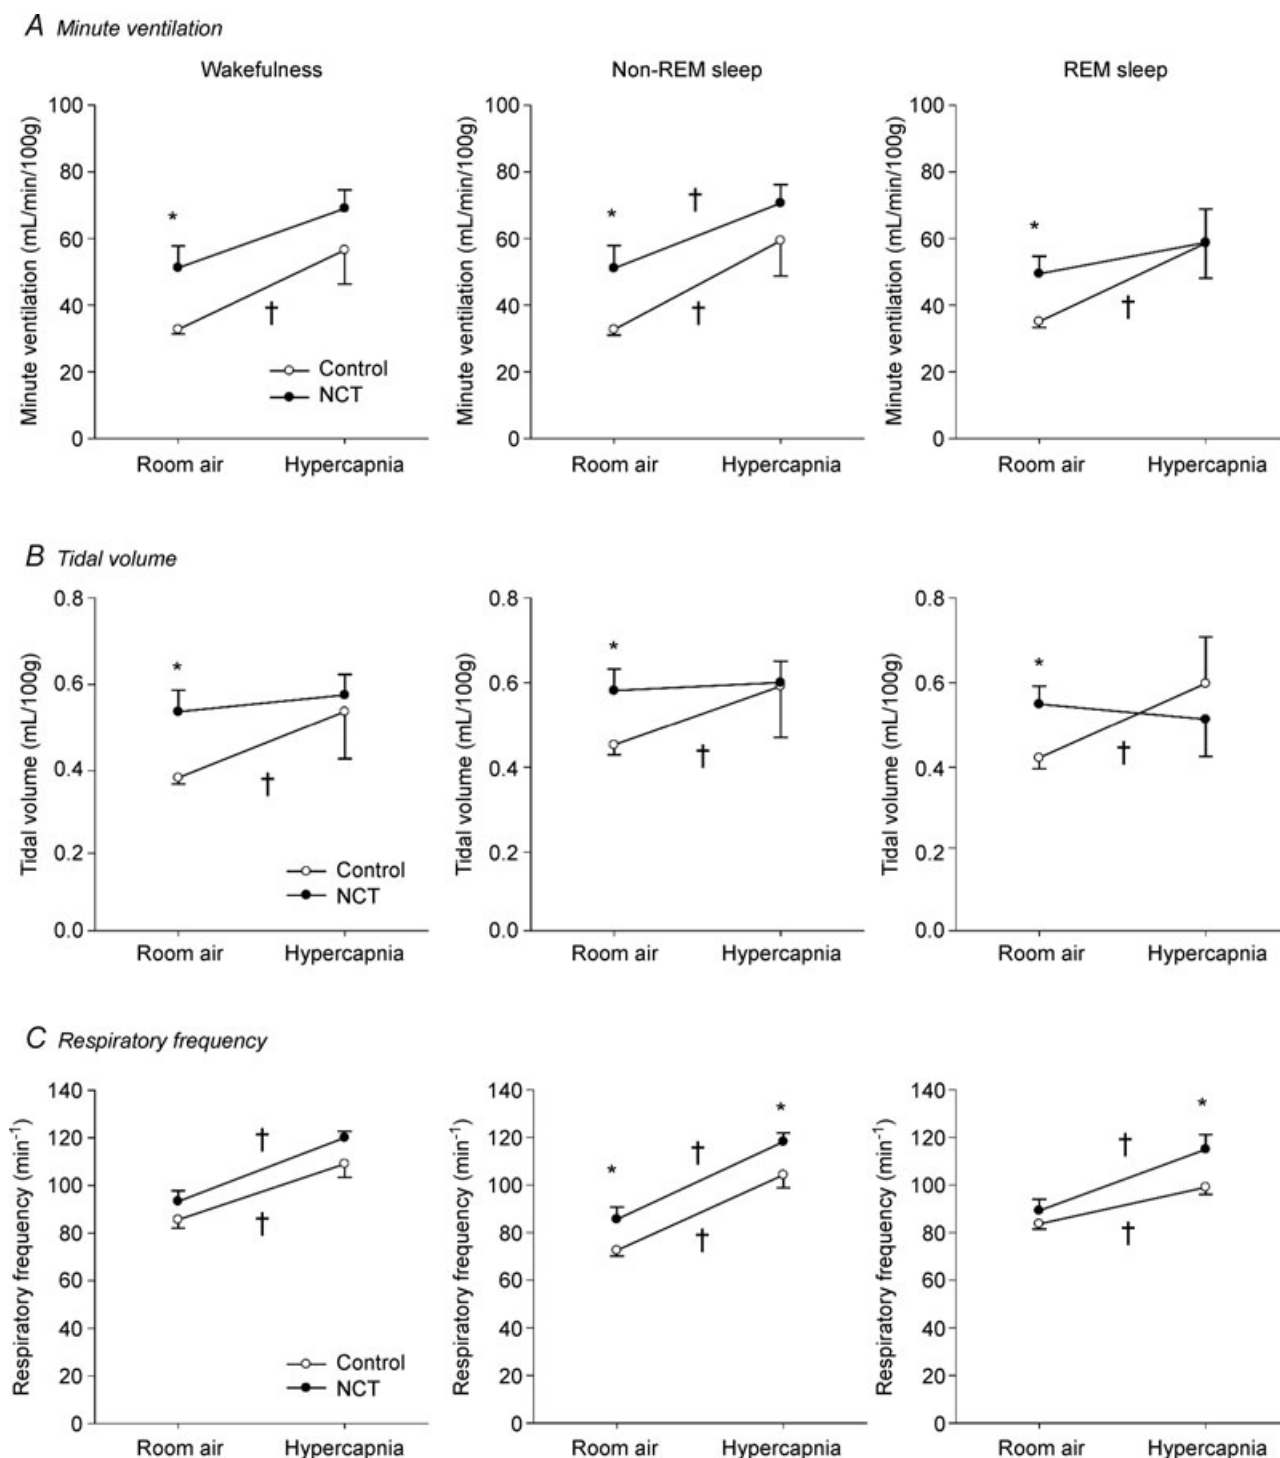 A Minute ventilation
Wakefulness
Non-REM sleep
REM sleep
Minute ventilation (mL/min/100g)
100
80
60
40
20
0
*
†
Control
NCT
Room air
Hypercapnia
Minute ventilation (mL/min/100g)
100
80
60
40
20
0
*
†
†
Room air
Hypercapnia
Minute ventilation (mL/min/100g)
100
80
60
40
20
0
*
†
Room air
Hypercapnia
B Tidal volume
Tidal volume (mL/100g)
0.8
0.6
0.4
0.2
0.0
*
†
Control
NCT
Room air
Hypercapnia
Tidal volume (mL/100g)
0.8
0.6
0.4
0.2
0.0
*
†
Room air
Hypercapnia
Tidal volume (mL/100g)
0.8
0.6
0.4
0.2
0.0
*
†
Room air
Hypercapnia
C Respiratory frequency
Respiratory frequency (min⁻¹)
140
120
100
80
60
40
20
0
†
†
Control
NCT
Room air
Hypercapnia
Respiratory frequency (min⁻¹)
140
120
100
80
60
40
20
0
*
*
†
†
Room air
Hypercapnia
Respiratory frequency (min⁻¹)
140
120
100
80
60
40
20
0
*
†
†
Room air
Hypercapnia